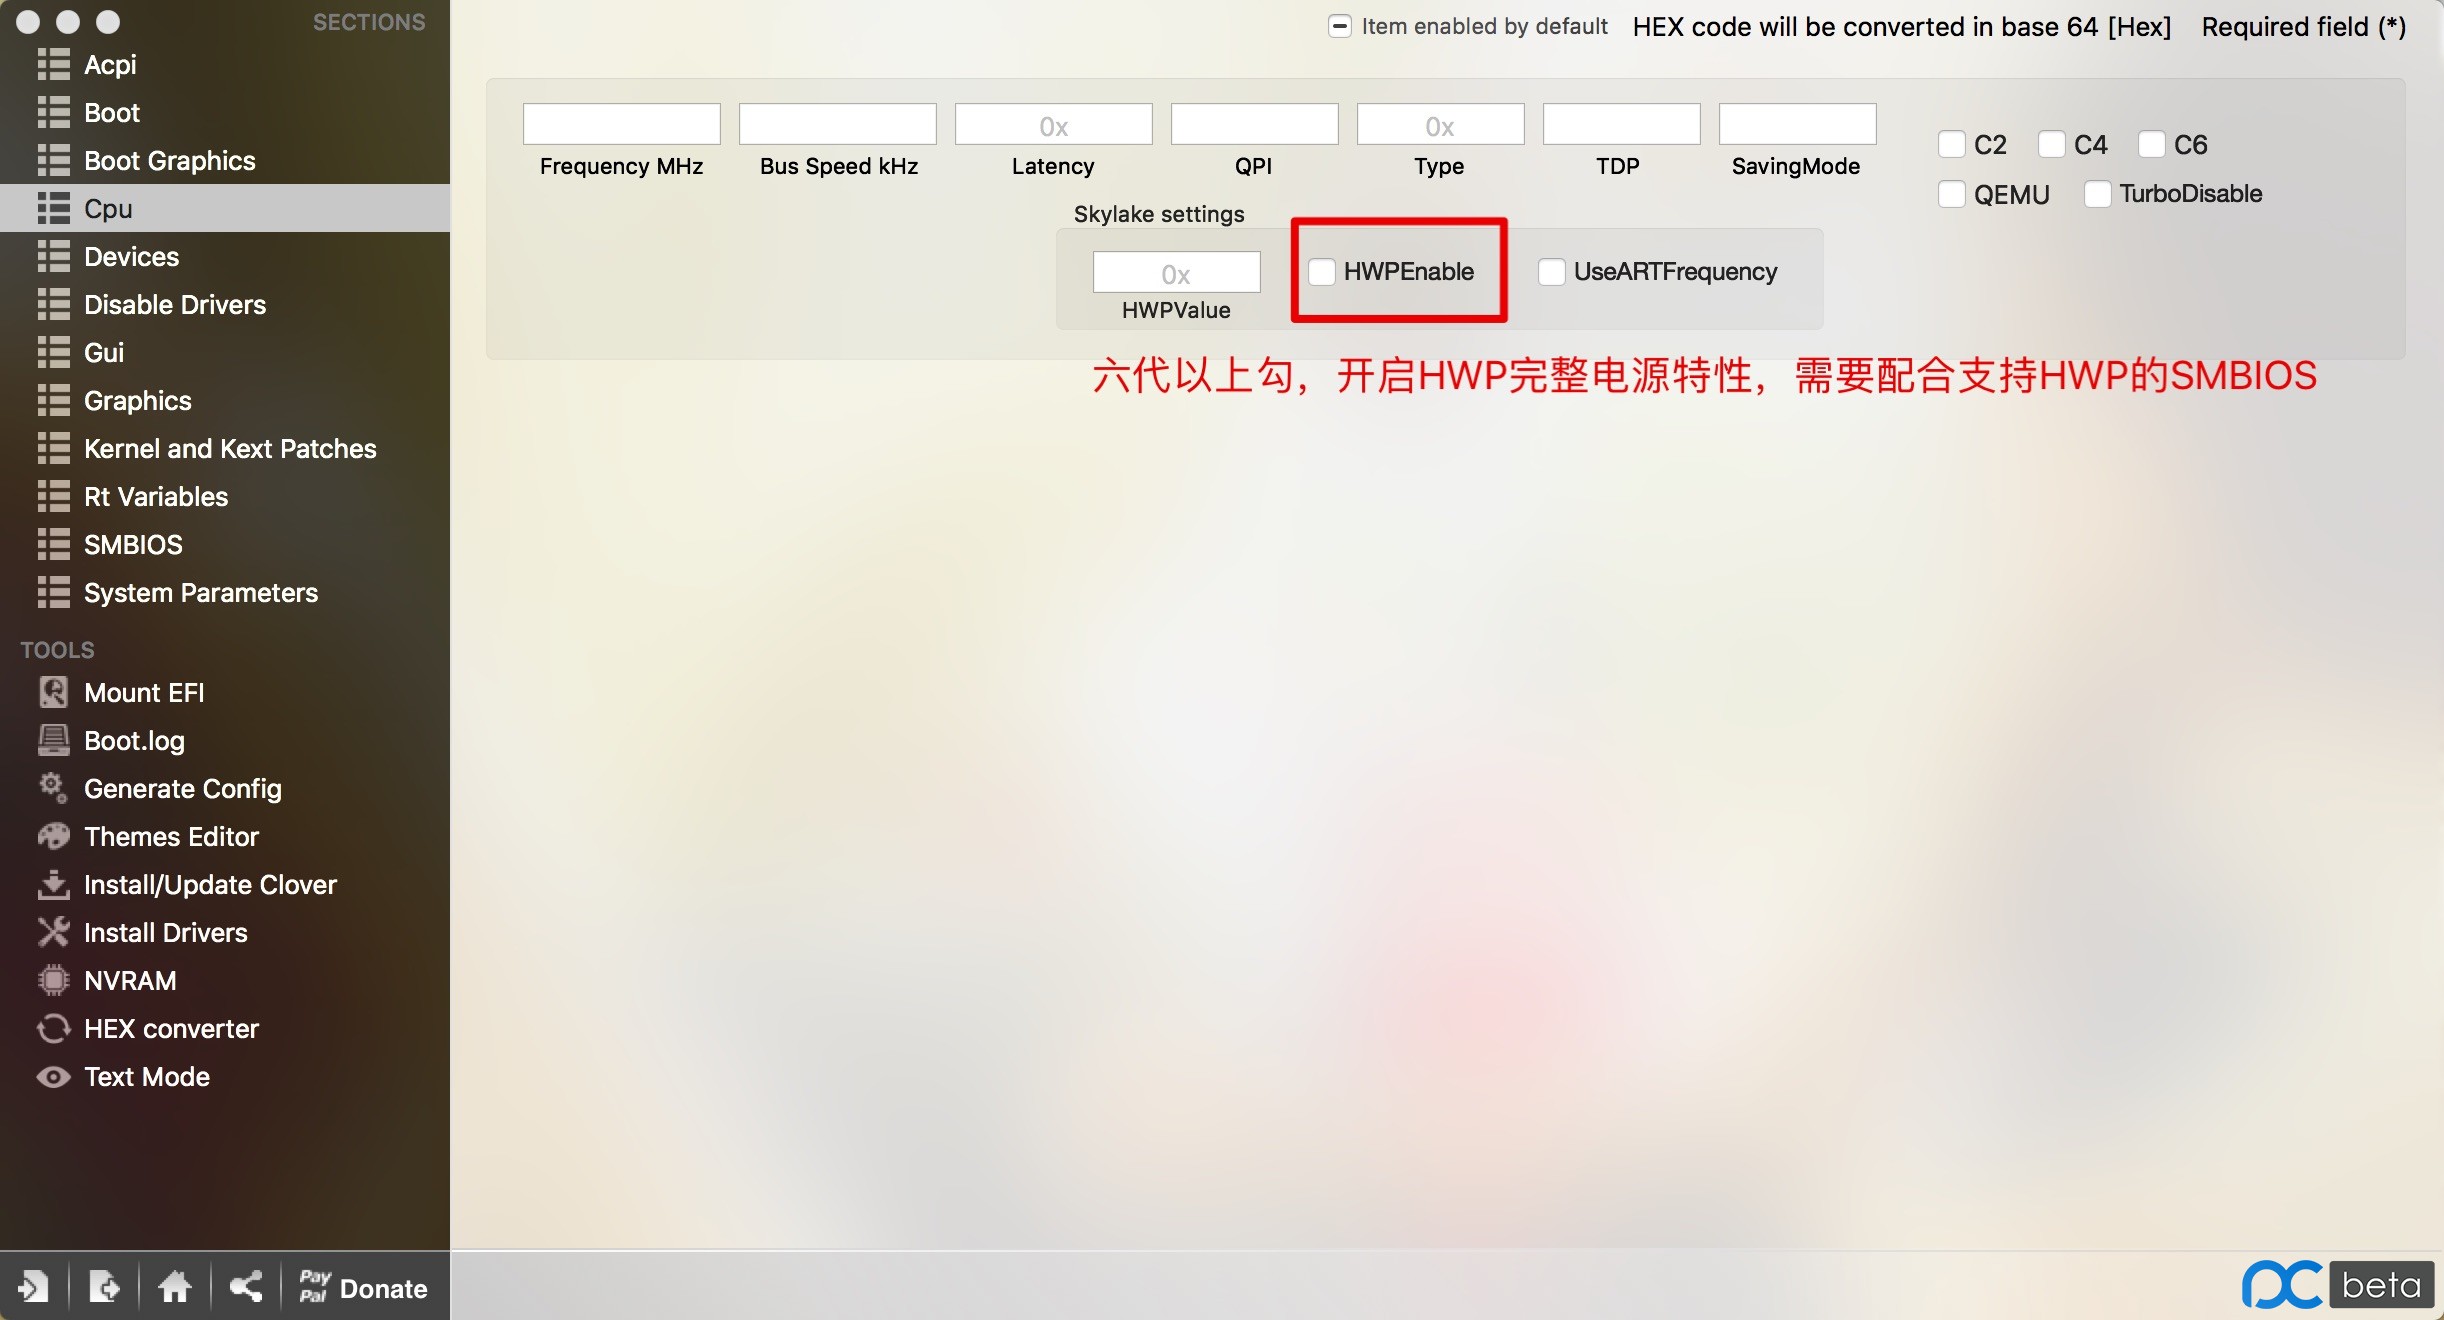 SECTIONS
Acpi
Boot
Boot Graphics
Cpu
Devices
Disable Drivers
Gui
Graphics
Kernel and Kext Patches
Rt Variables
SMBIOS
System Parameters
TOOLS
Mount EFI
Boot.log
Generate Config
Themes Editor
Install/Update Clover
Install Drivers
NVRAM
HEX converter
Text Mode
Pay
Pal Donate
Item enabled by default HEX code will be converted in base 64 [Hex] Required field (*)
0x 0x
Frequency MHz Bus Speed kHz Latency QPI Type TDP SavingMode
C2 C4 C6
QEMU TurboDisable
Skylake settings
0x HWPEnable UseARTFrequency
HWPValue
六代以上勾，开启HWP完整电源特性，需要配合支持HWP的SMBIOS
pc beta